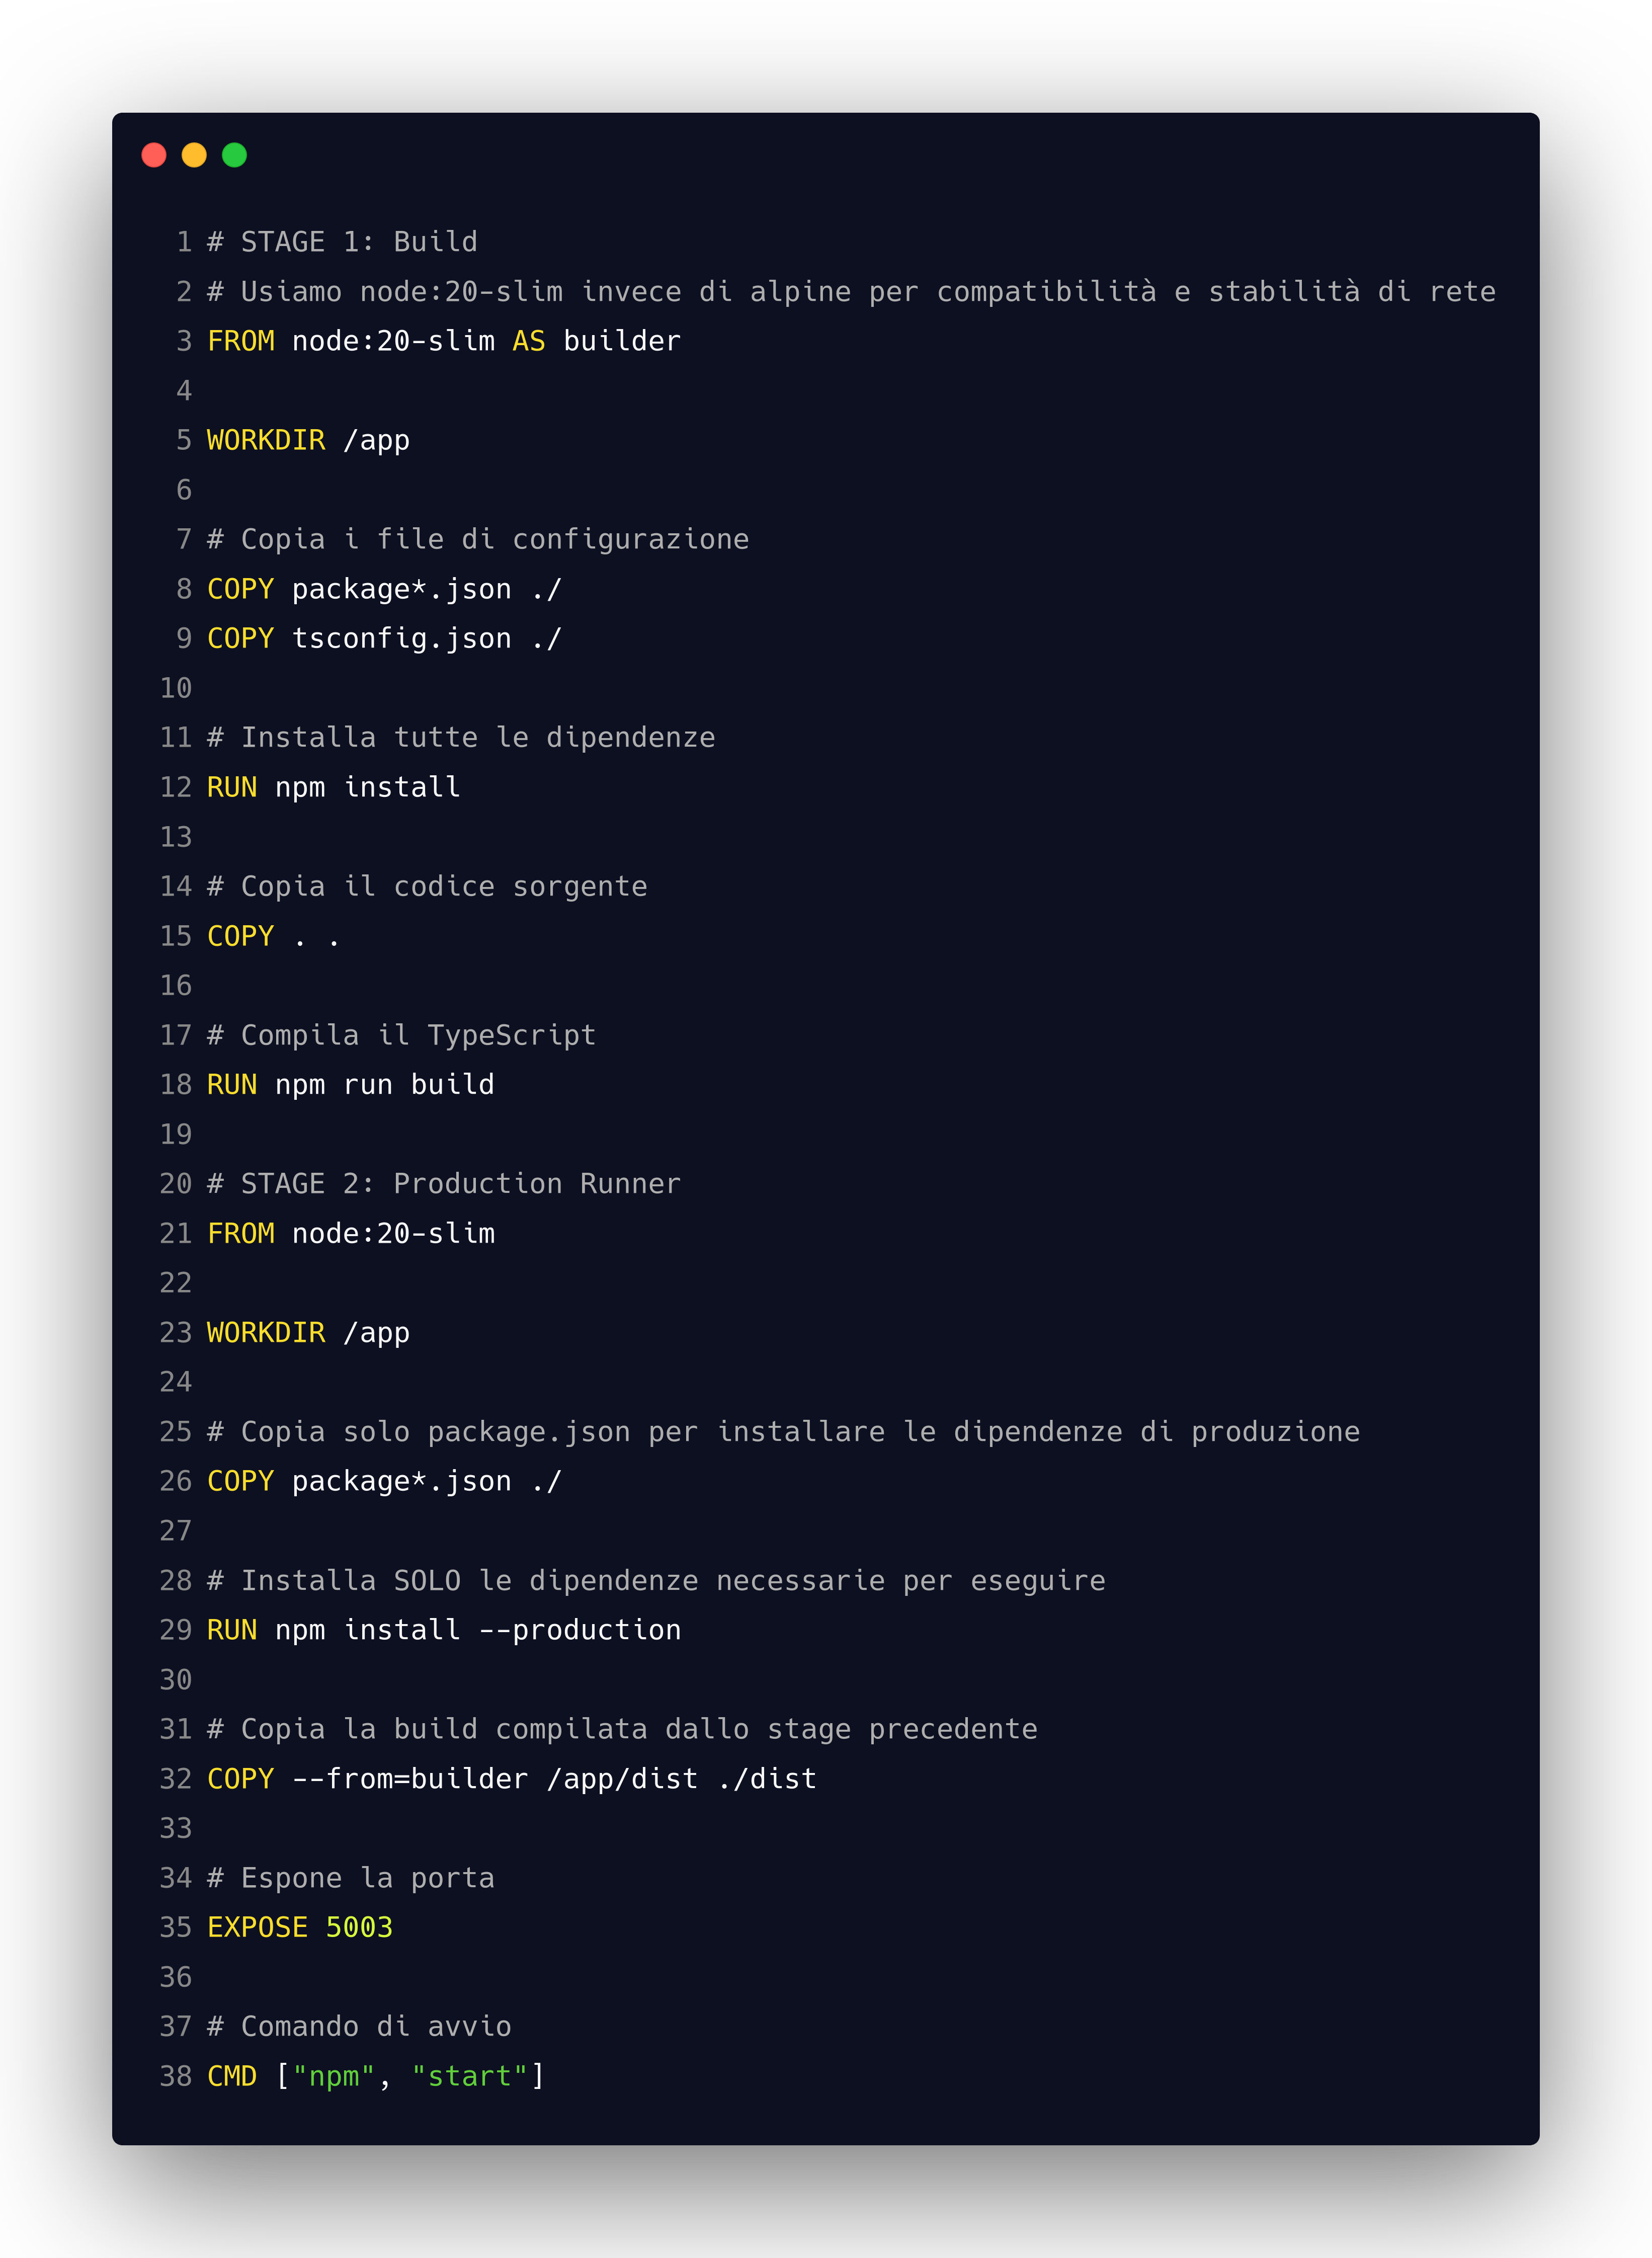 1 # STAGE 1: Build
2 # Usiamo node:20-slim invece di alpine per compatibilità e stabilità di rete
3 FROM node:20-slim AS builder
4
5 WORKDIR /app
6
7 # Copia i file di configurazione
8 COPY package*.json ./
9 COPY tsconfig.json ./
10
11 # Installa tutte le dipendenze
12 RUN npm install
13
14 # Copia il codice sorgente
15 COPY . .
16
17 # Compila il TypeScript
18 RUN npm run build
19
20 # STAGE 2: Production Runner
21 FROM node:20-slim
22
23 WORKDIR /app
24
25 # Copia solo package.json per installare le dipendenze di produzione
26 COPY package*.json ./
27
28 # Installa SOLO le dipendenze necessarie per eseguire
29 RUN npm install --production
30
31 # Copia la build compilata dallo stage precedente
32 COPY --from=builder /app/dist ./dist
33
34 # Espone la porta
35 EXPOSE 5003
36
37 # Comando di avvio
38 CMD ["npm", "start"]